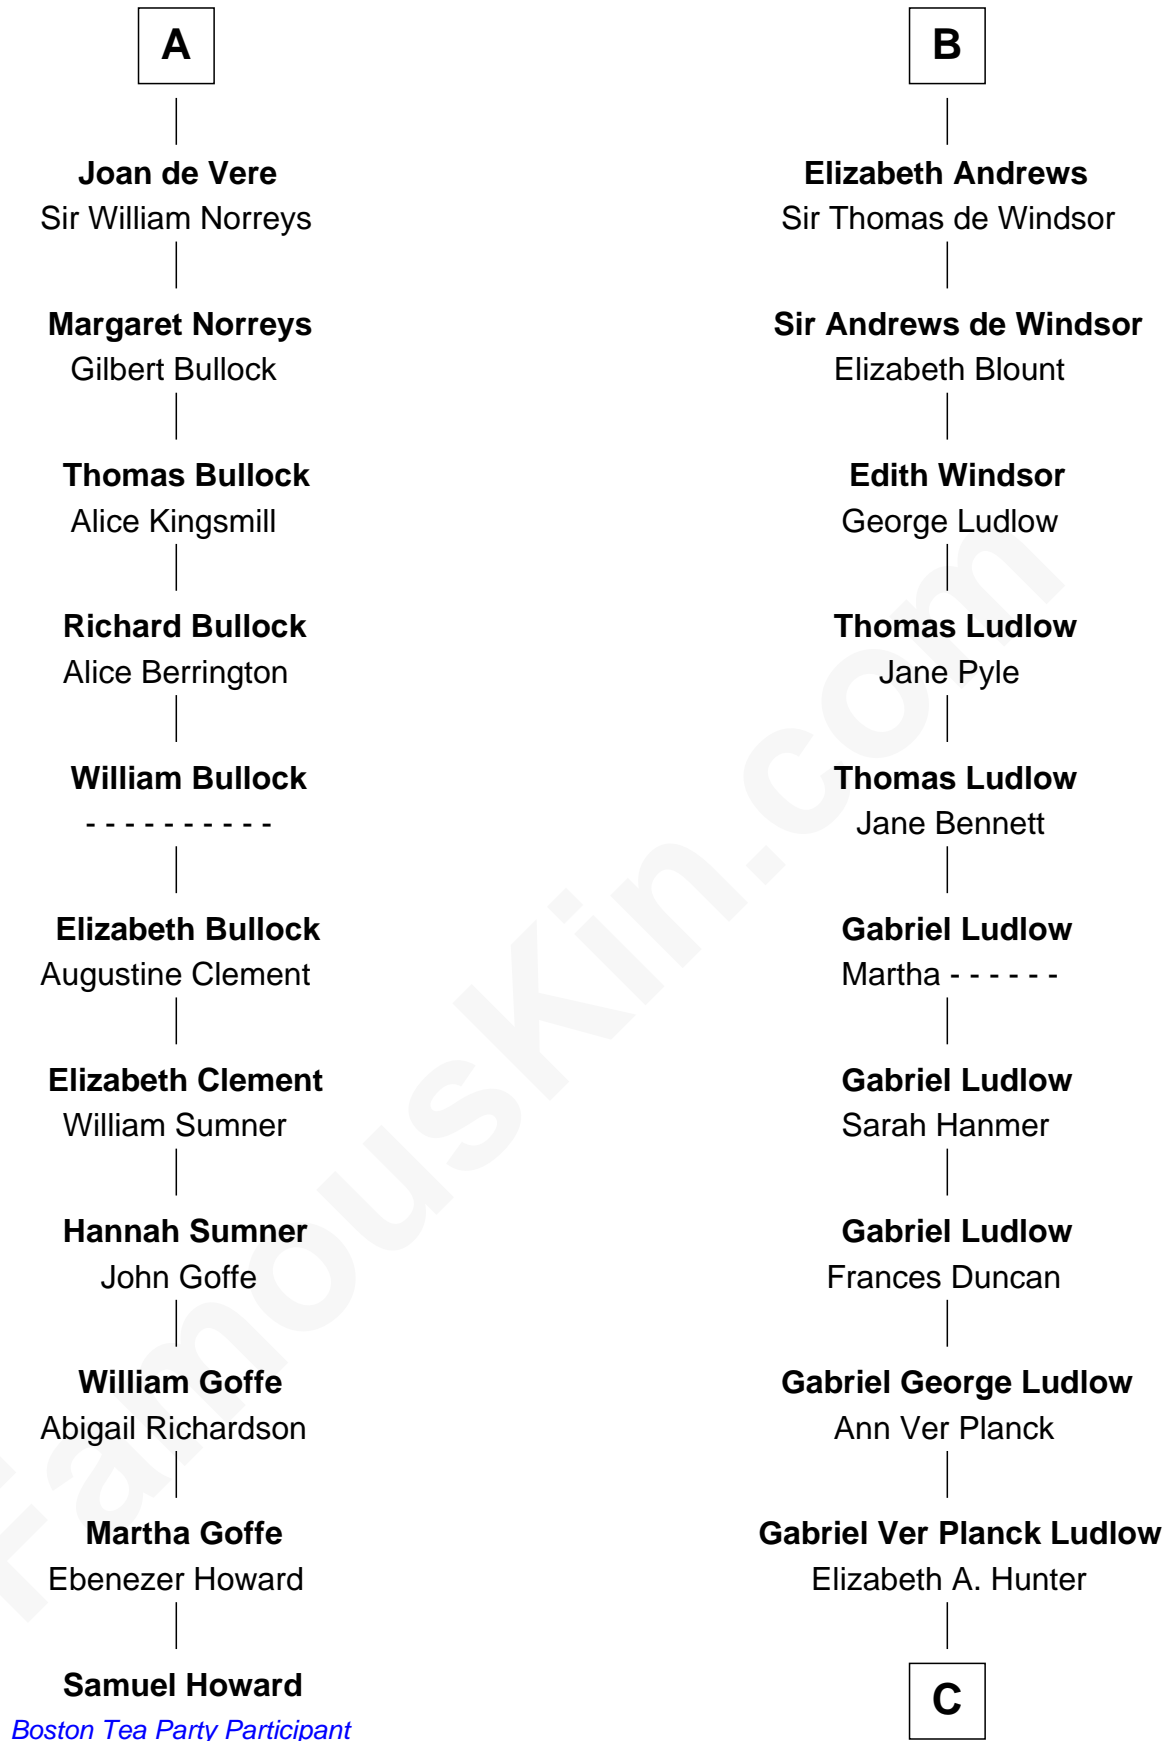 A
Joan de Vere
Sir William Norreys
Margaret Norreys
Gilbert Bullock
Thomas Bullock
Alice Kingsmill
Richard Bullock
Alice Berrington
William Bullock
- - - - - - - - - -
Elizabeth Bullock
Augustine Clement
Elizabeth Clement
William Sumner
Hannah Sumner
John Goffe
William Goffe
Abigail Richardson
Martha Goffe
Ebenezer Howard
Samuel Howard
Boston Tea Party Participant
B
Elizabeth Andrews
Sir Thomas de Windsor
Sir Andrews de Windsor
Elizabeth Blount
Edith Windsor
George Ludlow
Thomas Ludlow
Jane Pyle
Thomas Ludlow
Jane Bennett
Gabriel Ludlow
Martha - - - - - -
Gabriel Ludlow
Sarah Hanmer
Gabriel Ludlow
Frances Duncan
Gabriel George Ludlow
Ann Ver Planck
Gabriel Ver Planck Ludlow
Elizabeth A. Hunter
C
FamousKin.com